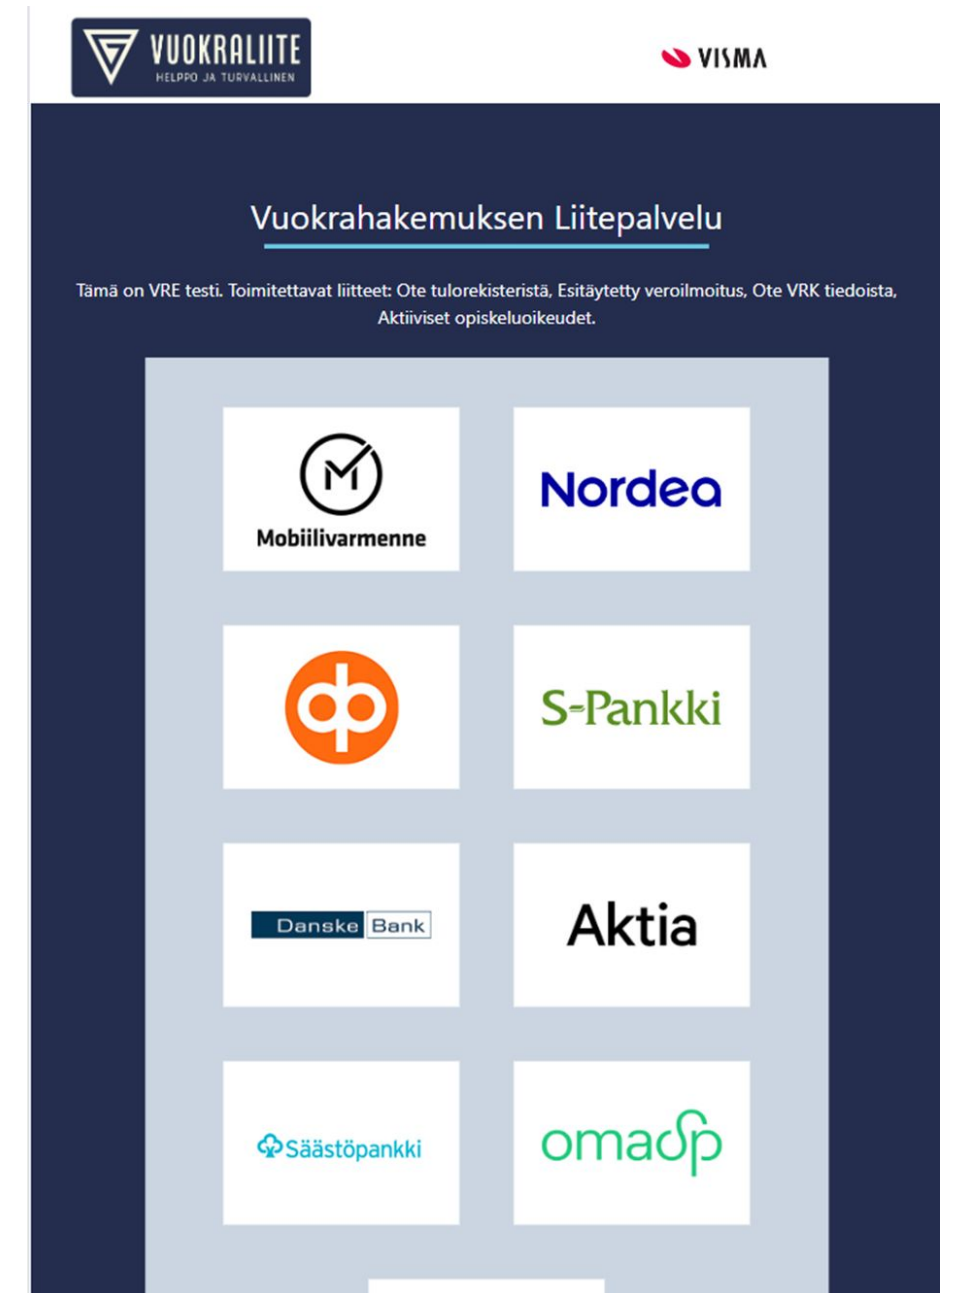 VUOKRALIITE
HELPPO JA TURVALLINEN
VISMA
Vuokrahakemuksen Liitepalvelu
Tämä on VRE testi. Toimitettavat liitteet: Ote tulorekisteristä, Esitäytetty veroilmoitus, Ote VRK tiedoista,
Aktiiviset opiskeluoikeudet.
M
Mobiilivarmenne
Nordea
op
S-Pankki
Danske Bank
Aktia
Säästöpankki
omasp